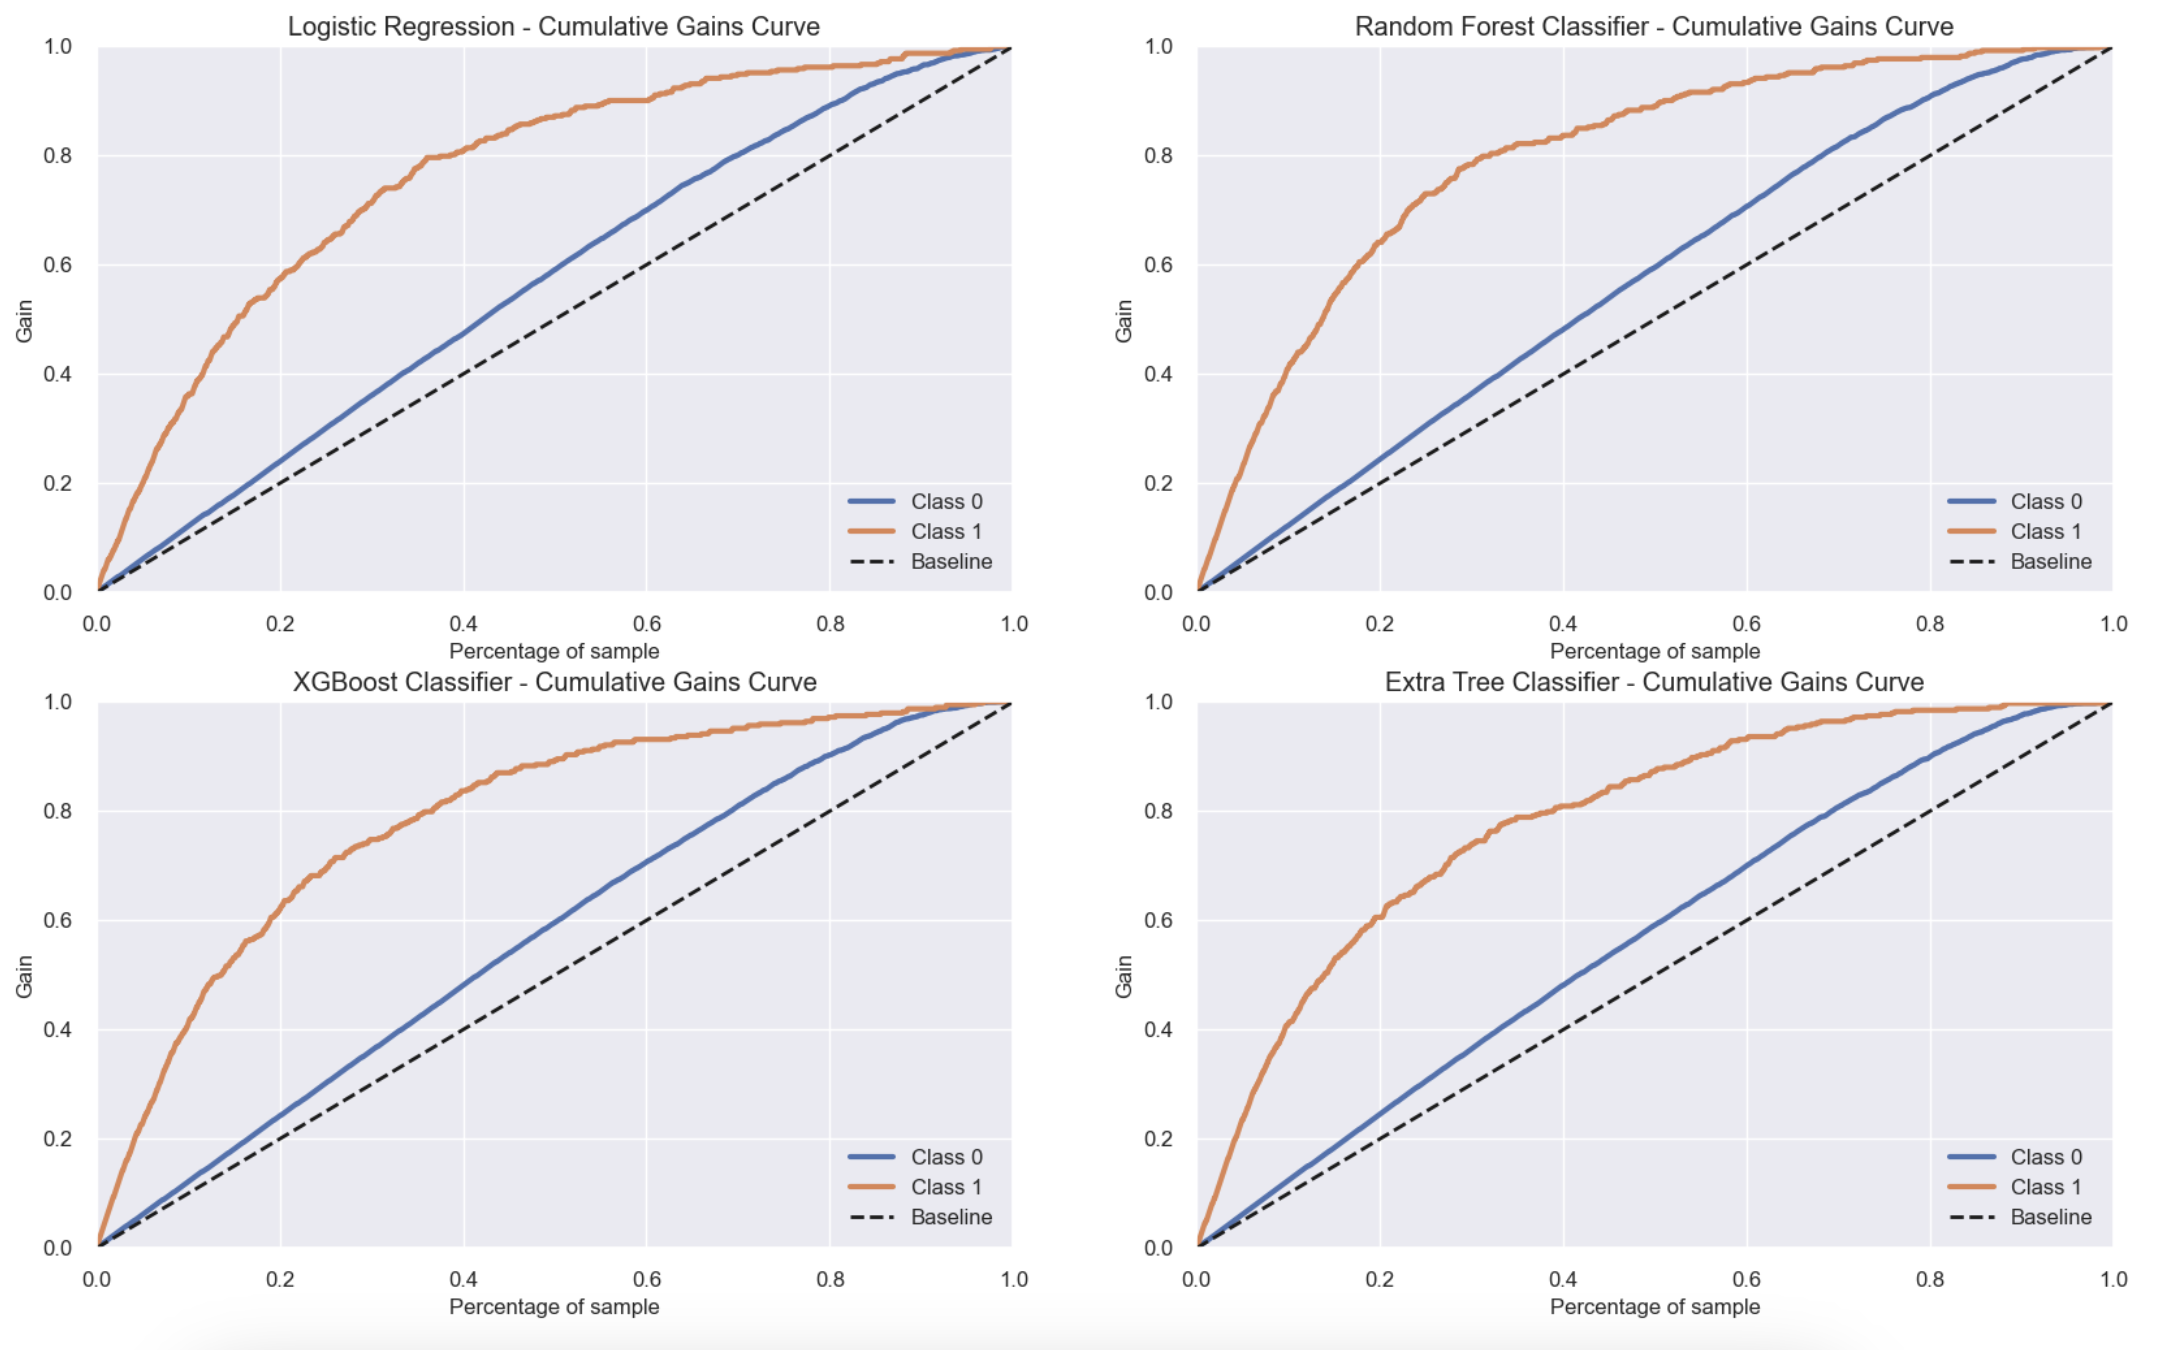 Logistic Regression - Cumulative Gains Curve
1.0
0.8
0.6
0.4
0.2
0.0
Gain
0.0 0.2 0.4 0.6 0.8 1.0
Percentage of sample
Class 0
Class 1
Baseline
Random Forest Classifier - Cumulative Gains Curve
1.0
0.8
0.6
0.4
0.2
0.0
Gain
0.0 0.2 0.4 0.6 0.8 1.0
Percentage of sample
Class 0
Class 1
Baseline
XGBoost Classifier - Cumulative Gains Curve
1.0
0.8
0.6
0.4
0.2
0.0
Gain
0.0 0.2 0.4 0.6 0.8 1.0
Percentage of sample
Class 0
Class 1
Baseline
Extra Tree Classifier - Cumulative Gains Curve
1.0
0.8
0.6
0.4
0.2
0.0
Gain
0.0 0.2 0.4 0.6 0.8 1.0
Percentage of sample
Class 0
Class 1
Baseline